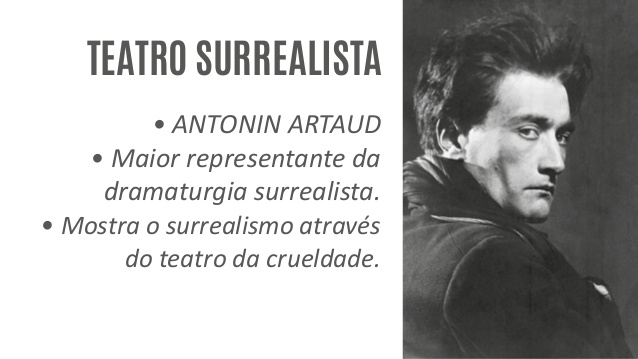 TEATRO SURREALISTA
• ANTONIN ARTAUD
• Maior representante da
dramaturgia surrealista.
• Mostra o surrealismo através
do teatro da crueldade.